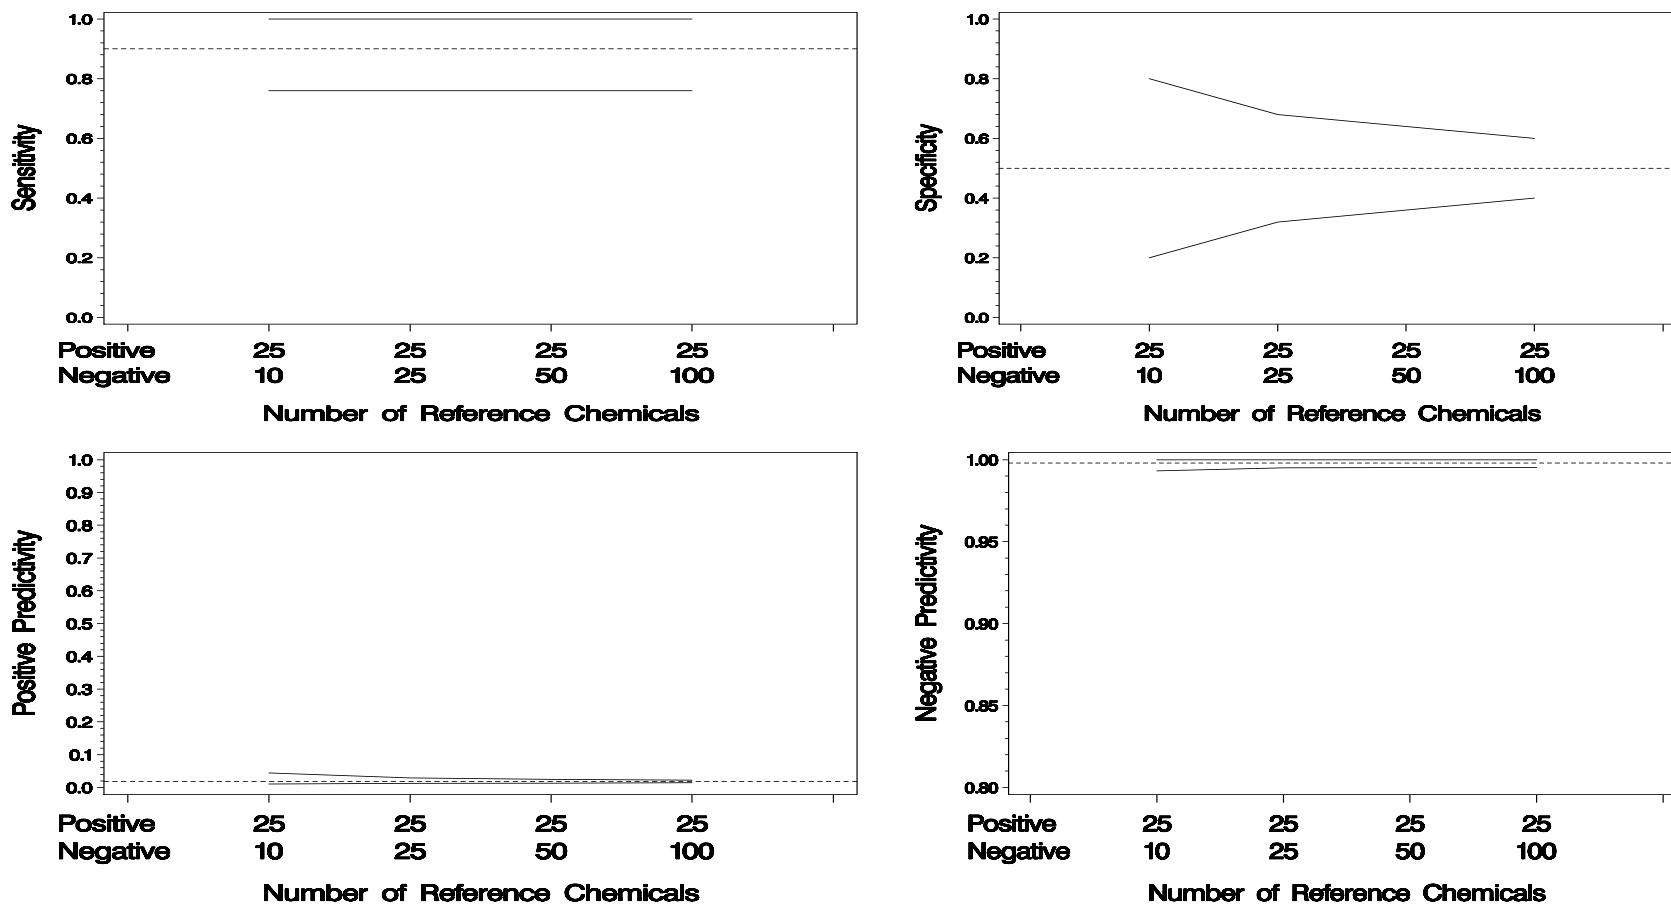 Sensitivity
1.0
0.8
0.6
0.4
0.2
0.0
Positive 25 25 25 25
Negative 10 25 50 100
Number of Reference Chemicals
Specificity
1.0
0.8
0.6
0.4
0.2
0.0
Positive 25 25 25 25
Negative 10 25 50 100
Number of Reference Chemicals
Positive Predictivity
1.0
0.9
0.8
0.7
0.6
0.5
0.4
0.3
0.2
0.1
0.0
Positive 25 25 25 25
Negative 10 25 50 100
Number of Reference Chemicals
Negative Predictivity
1.00
0.95
0.90
0.85
0.80
Positive 25 25 25 25
Negative 10 25 50 100
Number of Reference Chemicals